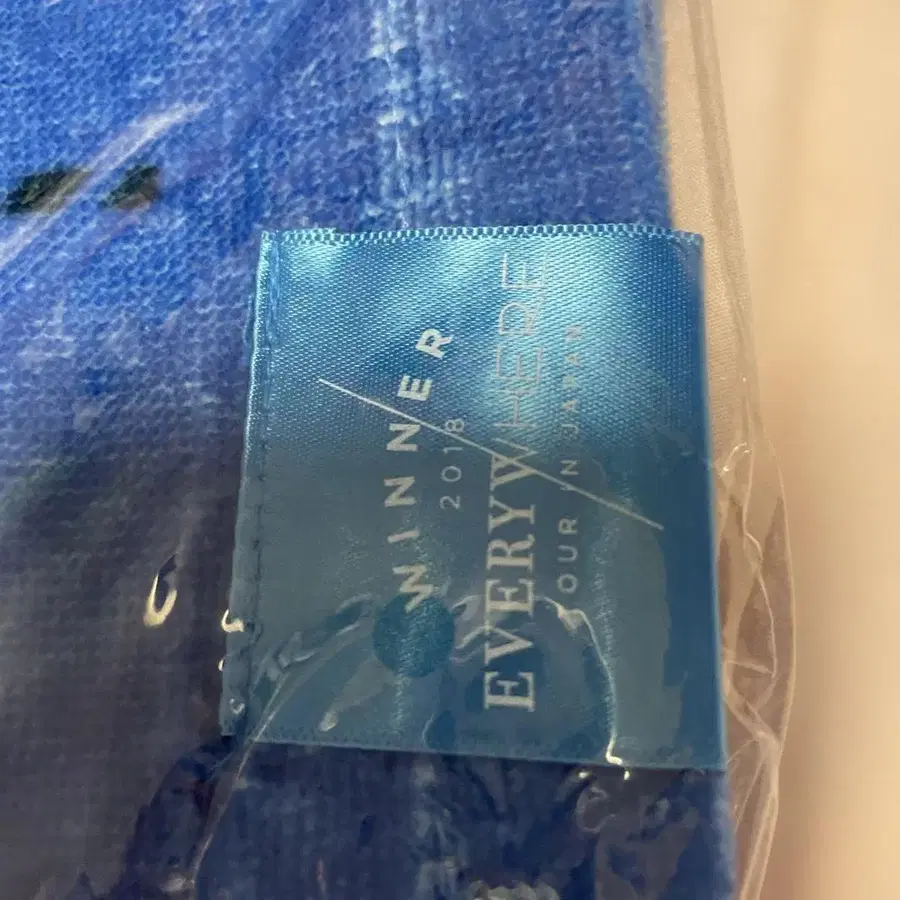 WINNER
2018
EVERYWHERE
TOUR IN JAPAN